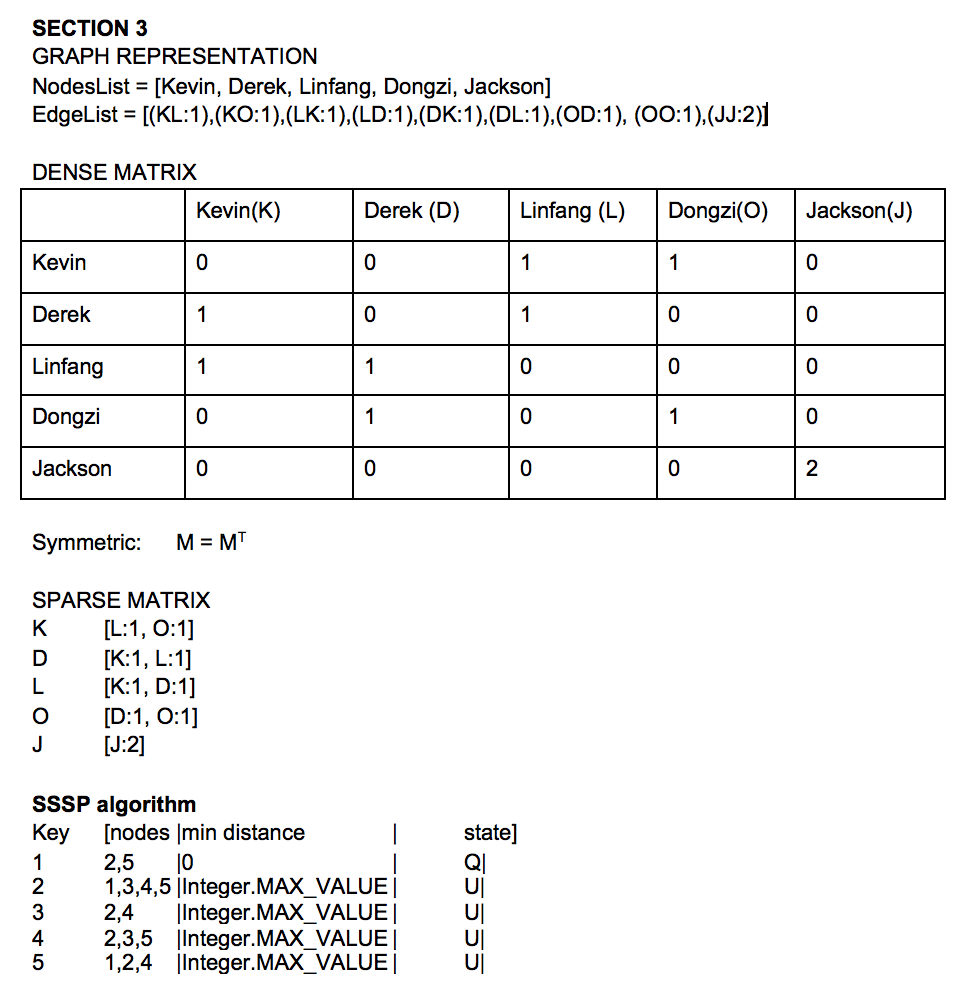 SECTION 3
GRAPH REPRESENTATION
NodesList = [Kevin, Derek, Linfang, Dongzi, Jackson]
EdgeList = [(KL:1),(KO:1),(LK:1),(LD:1),(DK:1),(DL:1),(OD:1), (OO:1),(JJ:2)]
DENSE MATRIX
Kevin(K) Derek (D) Linfang (L) Dongzi(O) Jackson(J)
Kevin 0 0 1 1 0
Derek 1 0 1 0 0
Linfang 1 1 0 0 0
Dongzi 0 1 0 1 0
Jackson 0 0 0 0 2
Symmetric: M = Mᵀ
SPARSE MATRIX
K [L:1, O:1]
D [K:1, L:1]
L [K:1, D:1]
O [D:1, O:1]
J [J:2]
SSSP algorithm
Key [nodes |min distance | state]
1 2,5 |0 | Q|
2 1,3,4,5 |Integer.MAX_VALUE | U|
3 2,4 |Integer.MAX_VALUE | U|
4 2,3,5 |Integer.MAX_VALUE | U|
5 1,2,4 |Integer.MAX_VALUE | U|